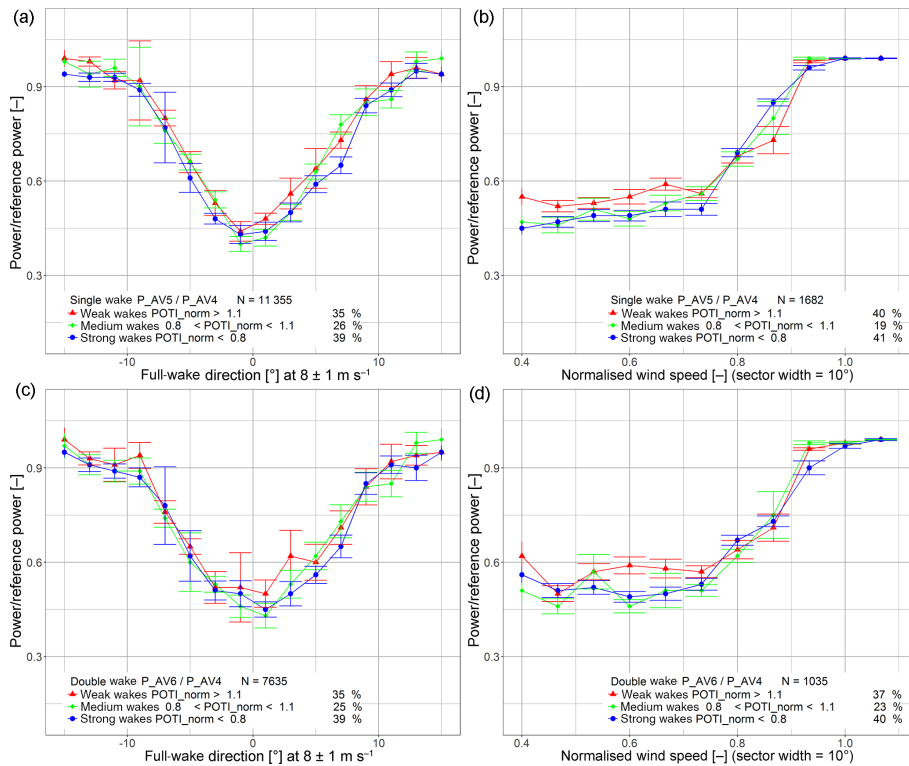 (a)
Power/reference power [–]
0.9
0.6
0.3
Single wake P_AV5 / P_AV4 N = 11 355
Weak wakes POTI_norm > 1.1 35 %
Medium wakes 0.8 < POTI_norm < 1.1 26 %
Strong wakes POTI_norm < 0.8 39 %
-10 0 10
Full-wake direction [°] at 8 ± 1 m s⁻¹
(b)
Power/reference power [–]
0.9
0.6
0.3
Single wake P_AV5 / P_AV4 N = 1682
Weak wakes POTI_norm > 1.1 40 %
Medium wakes 0.8 < POTI_norm < 1.1 19 %
Strong wakes POTI_norm < 0.8 41 %
0.4 0.6 0.8 1.0
Normalised wind speed [–] (sector width = 10°)
(c)
Power/reference power [–]
0.9
0.6
0.3
Double wake P_AV6 / P_AV4 N = 7635
Weak wakes POTI_norm > 1.1 35 %
Medium wakes 0.8 < POTI_norm < 1.1 25 %
Strong wakes POTI_norm < 0.8 39 %
-10 0 10
Full-wake direction [°] at 8 ± 1 m s⁻¹
(d)
Power/reference power [–]
0.9
0.6
0.3
Double wake P_AV6 / P_AV4 N = 1035
Weak wakes POTI_norm > 1.1 37 %
Medium wakes 0.8 < POTI_norm < 1.1 23 %
Strong wakes POTI_norm < 0.8 40 %
0.4 0.6 0.8 1.0
Normalised wind speed [–] (sector width = 10°)